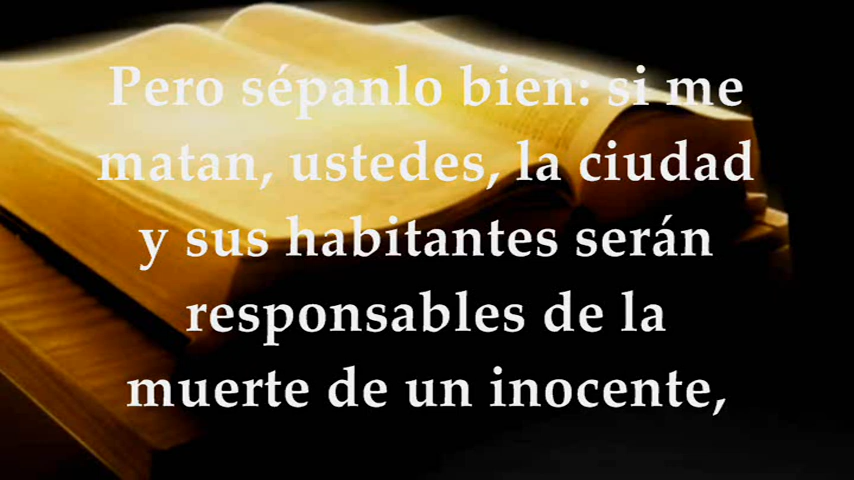 Pero sépanlo bien: si me
matan, ustedes, la ciudad
y sus habitantes serán
responsables de la
muerte de un inocente,